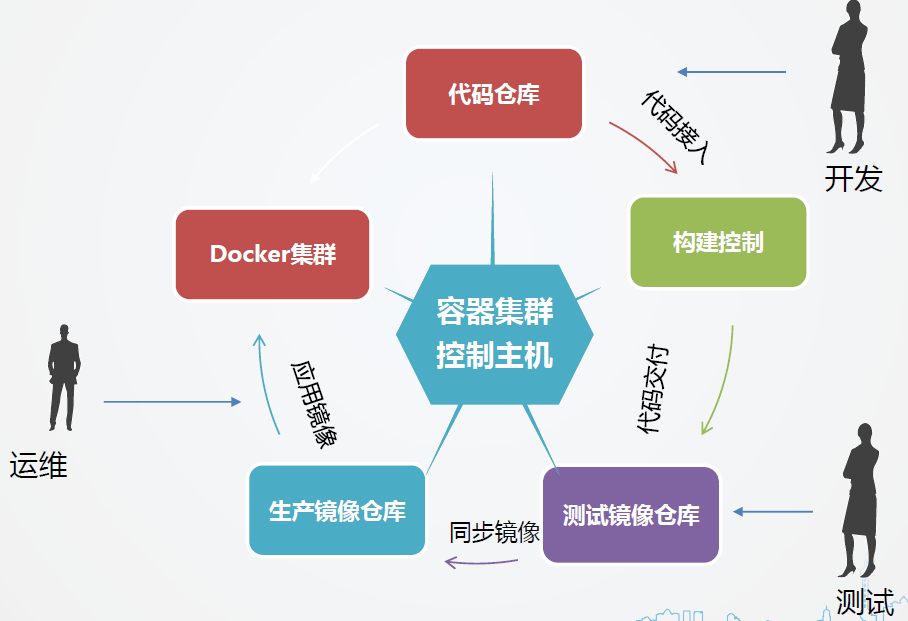 代码仓库
代码接入
开发
构建控制
Docker集群
容器集群
控制主机
代码交付
应用镜像
运维
生产镜像仓库
同步镜像
测试镜像仓库
测试